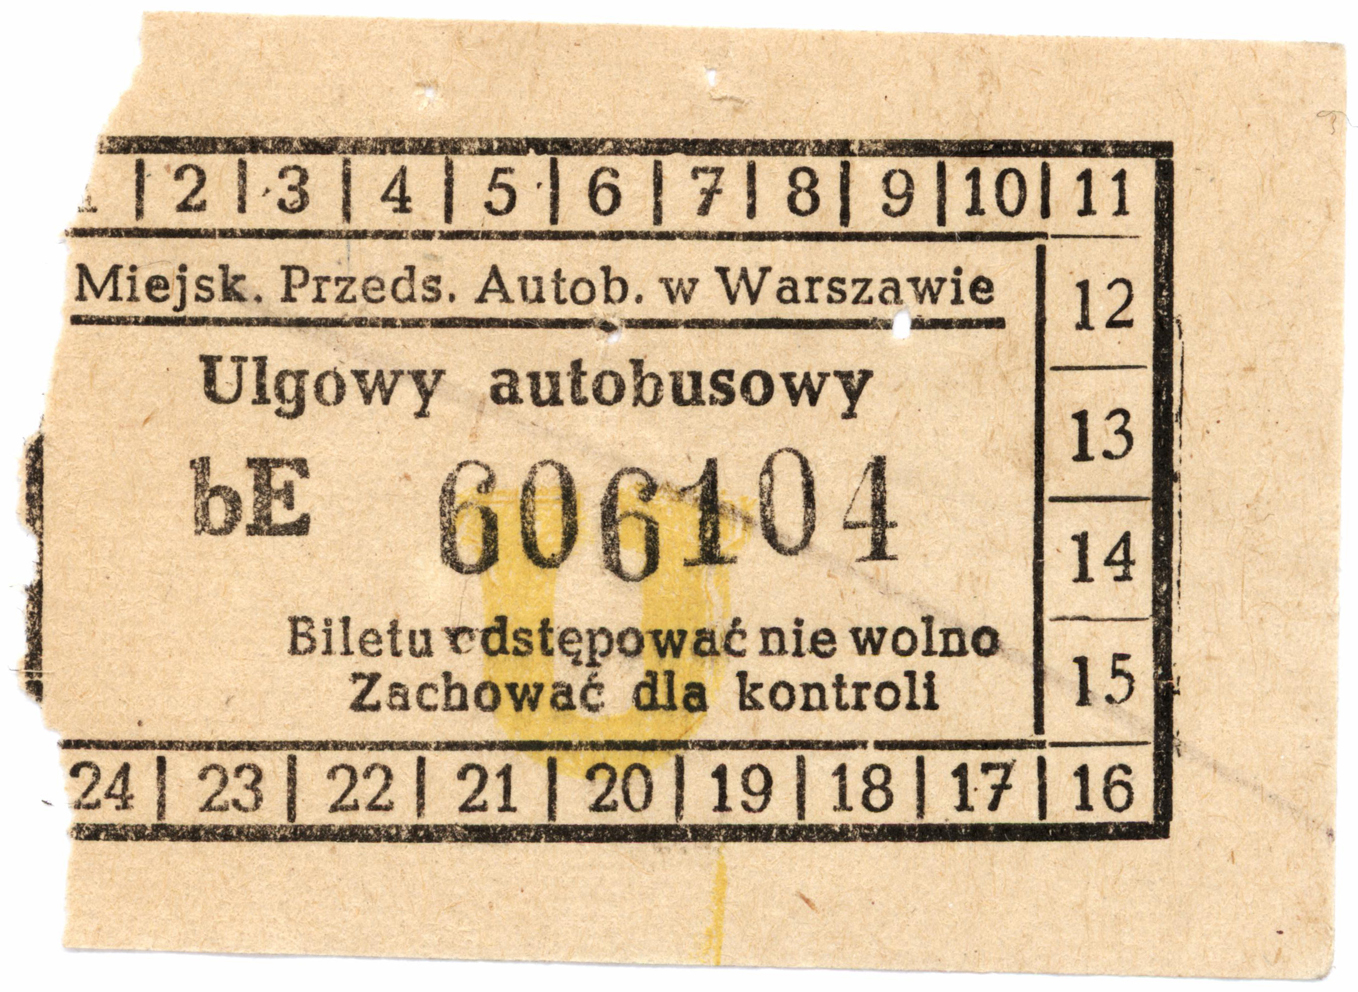 1 | 2 | 3 | 4 | 5 | 6 | 7 | 8 | 9 | 10 | 11
Miejsk. Przeds. Autob. w Warszawie
12
Ulgowy autobusowy
13
bE 606104
U
14
Biletu odstępować nie wolno
Zachować dla kontroli
15
24 | 23 | 22 | 21 | 20 | 19 | 18 | 17 | 16